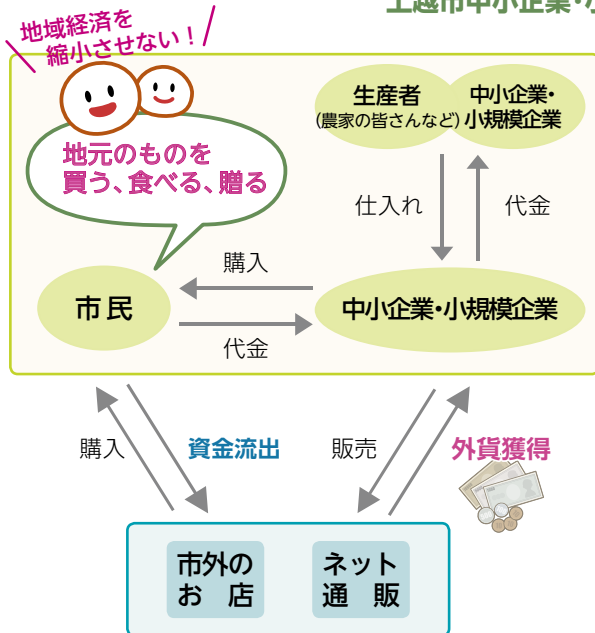 上越市中小企業・小
地域経済を
縮小させない！
生産者
(農家の皆さんなど)
中小企業・
小規模企業
地元のものを
買う、食べる、贈る
仕入れ
代金
購入
市民
中小企業・小規模企業
代金
購入
資金流出
販売
外貨獲得
市外の
お店
ネット
通販